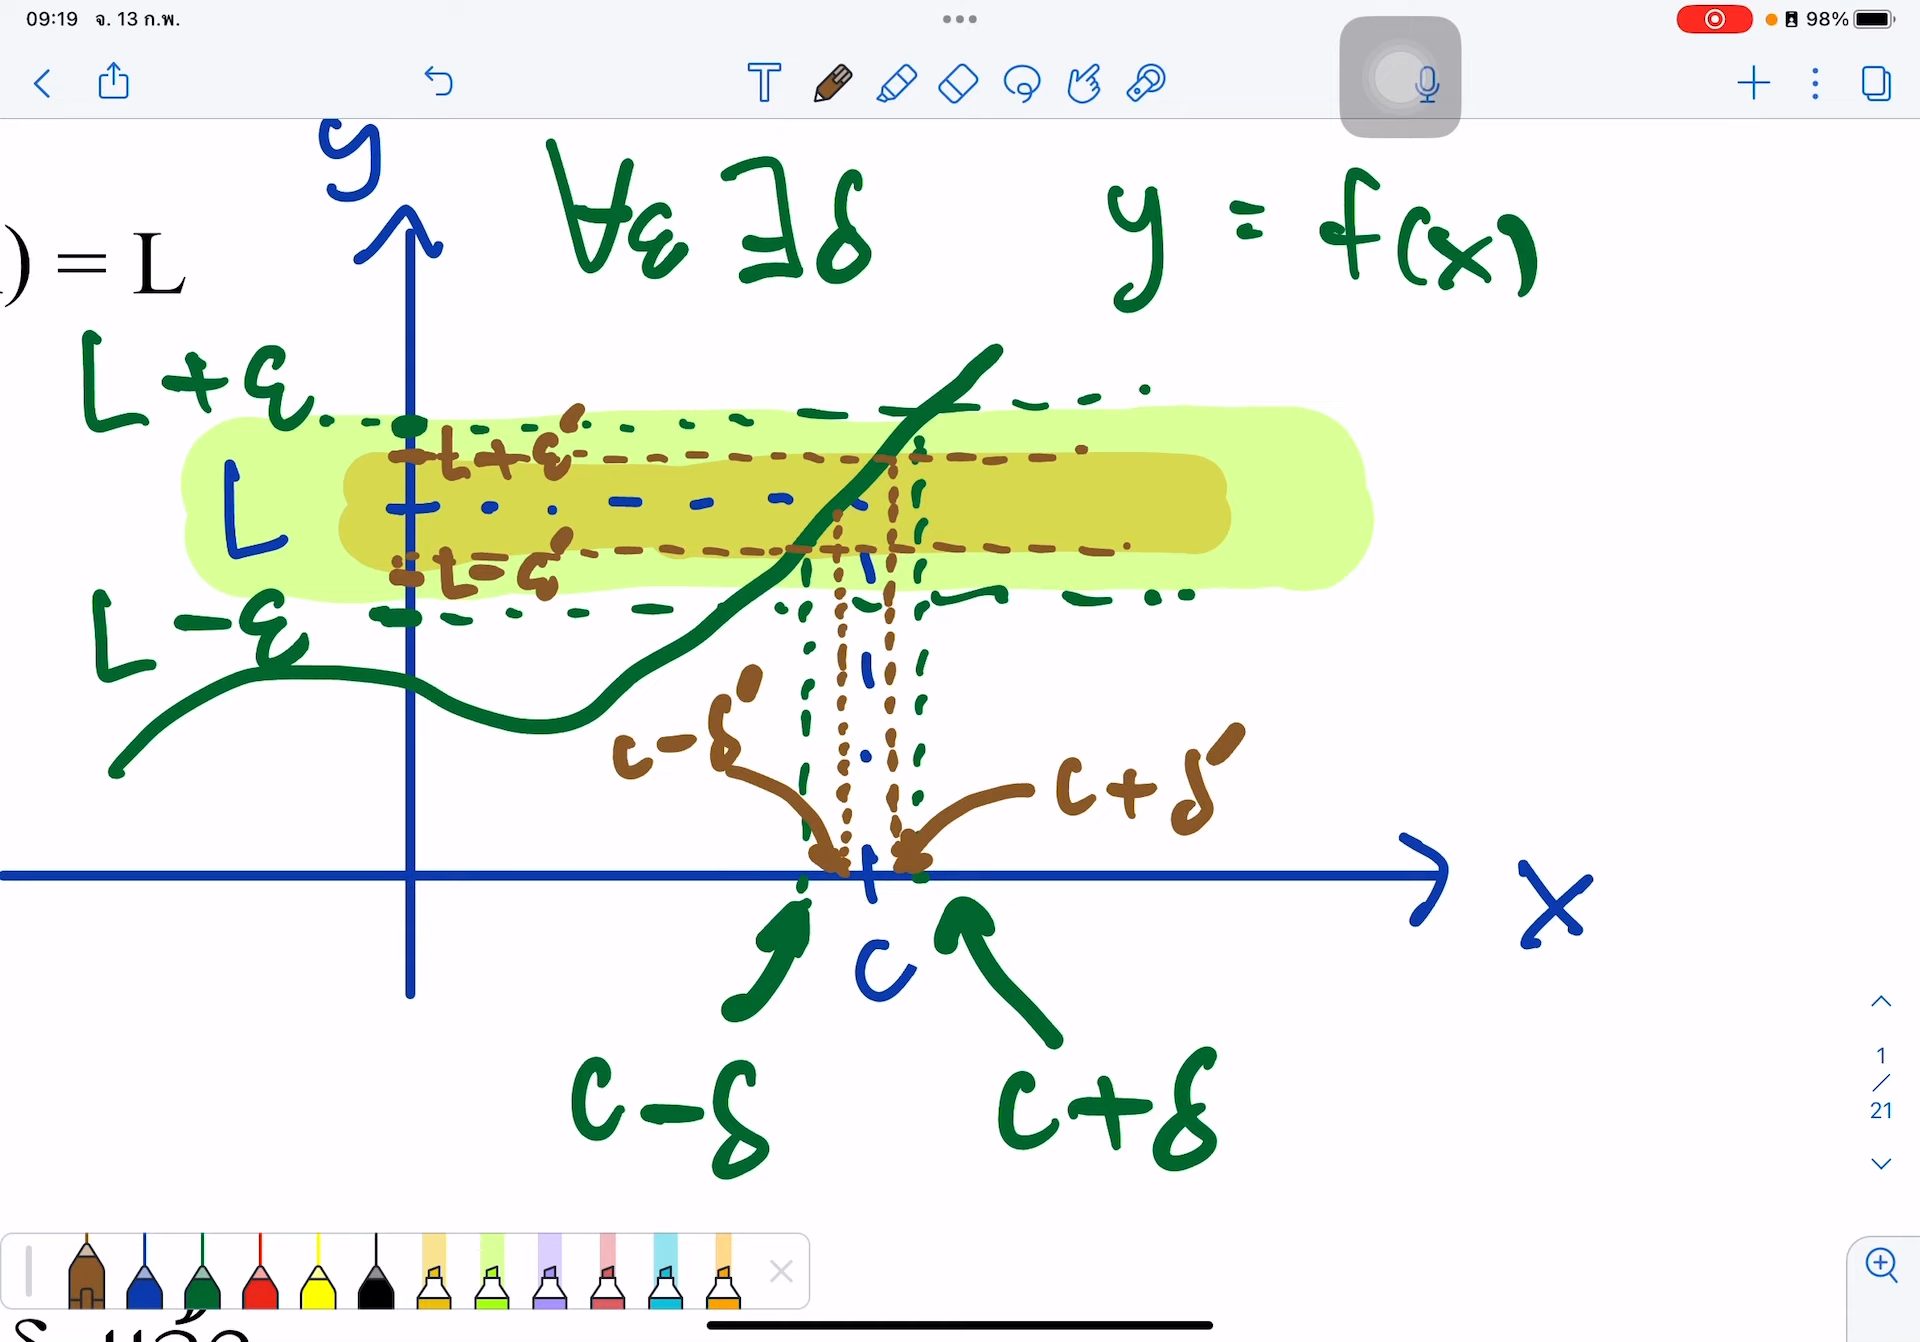 09:19 จ. 13 ก.พ.
98%
y
∀ε ∃δ
y = f(x)
) = L
L+ε
L+ε′
L
L-ε′
L-ε
c-δ′
c+δ′
x
c
c-δ
c+δ
1
/
21